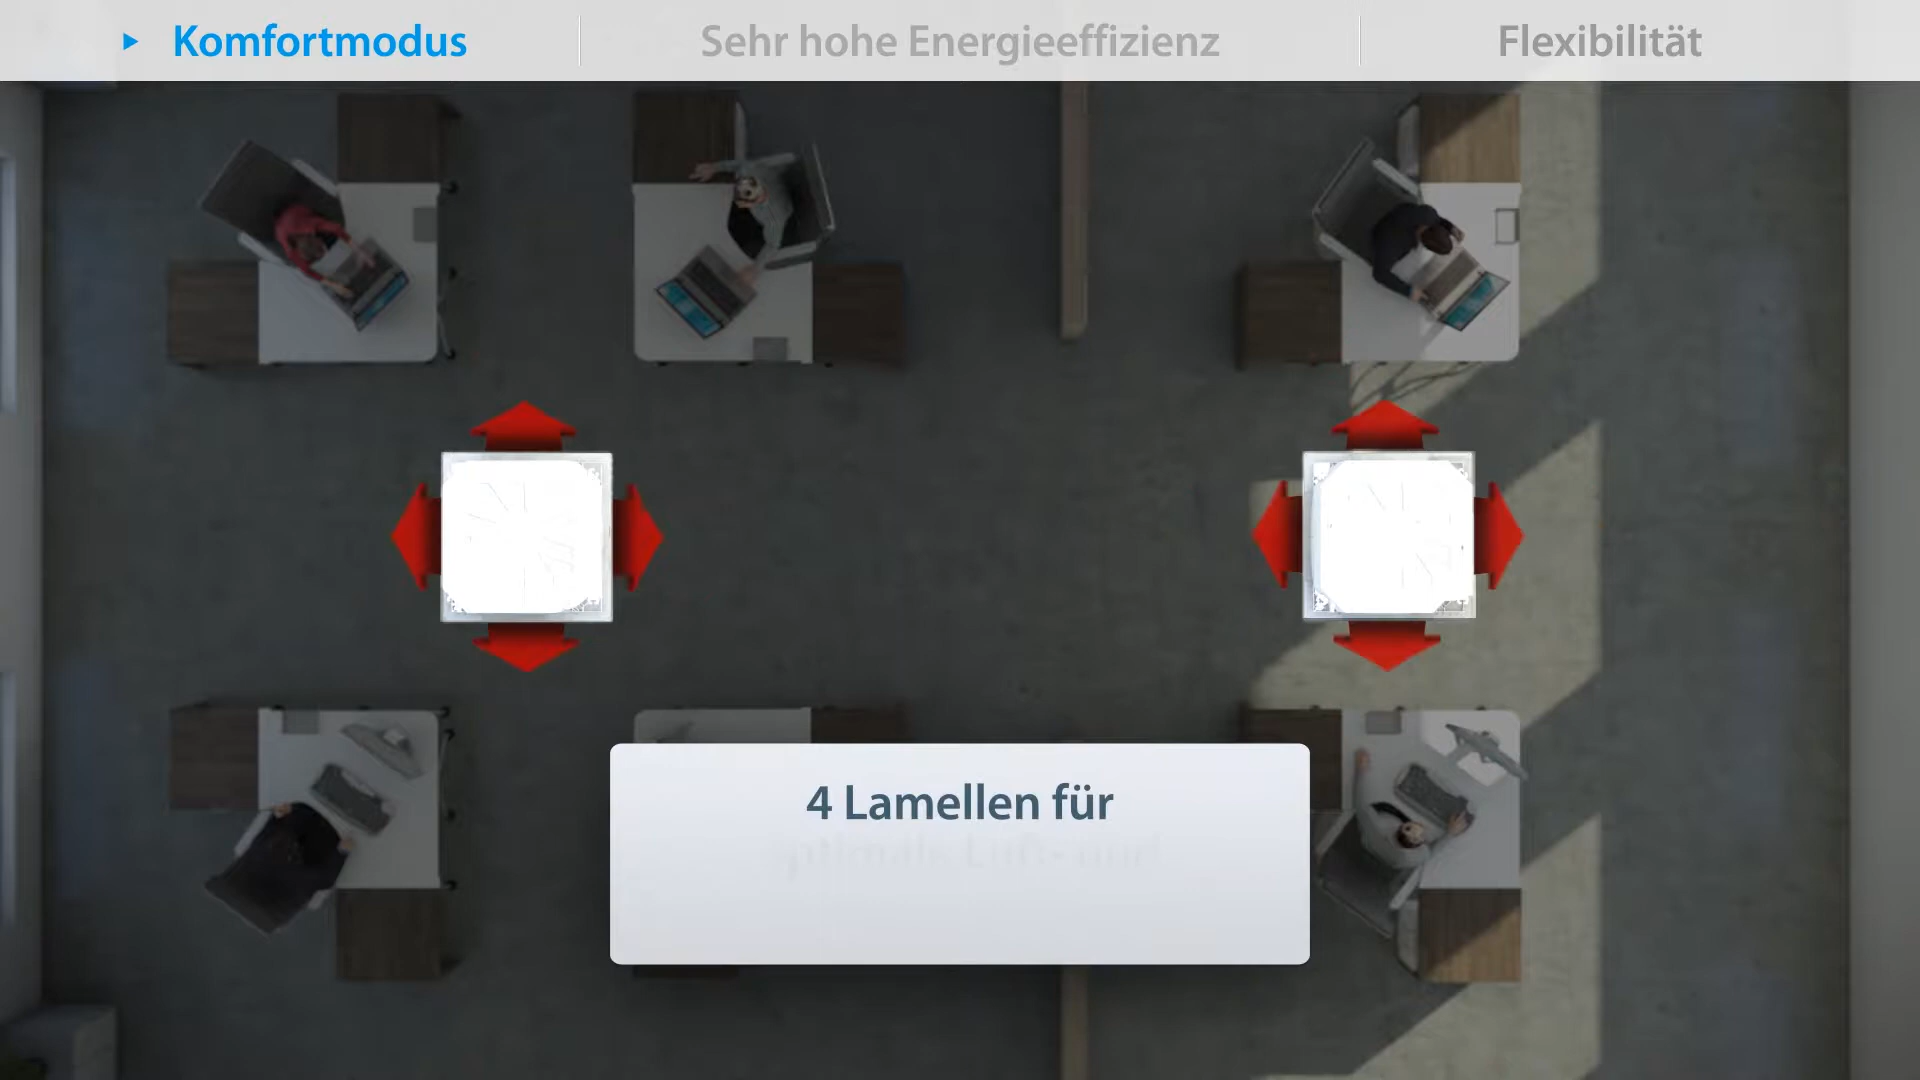 Komfortmodus
Sehr hohe Energieeffizienz
Flexibilität
4 Lamellen für